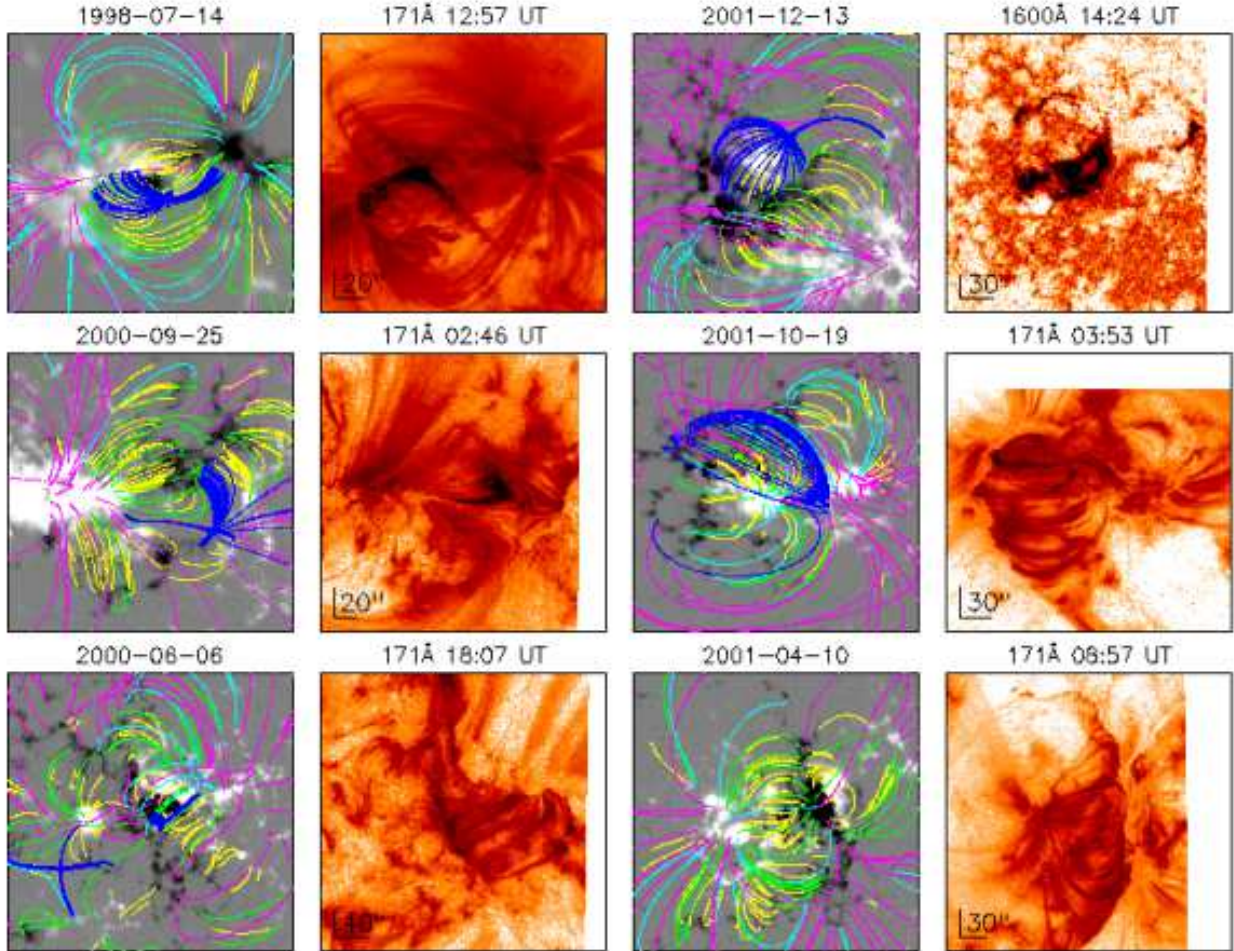 1998-07-14 171Å 12:57 UT 2001-12-13 1600Å 14:24 UT
20" 30"
2000-09-25 171Å 02:46 UT 2001-10-19 171Å 03:53 UT
20" 30"
2000-06-06 171Å 18:07 UT 2001-04-10 171Å 08:57 UT
40" 30"